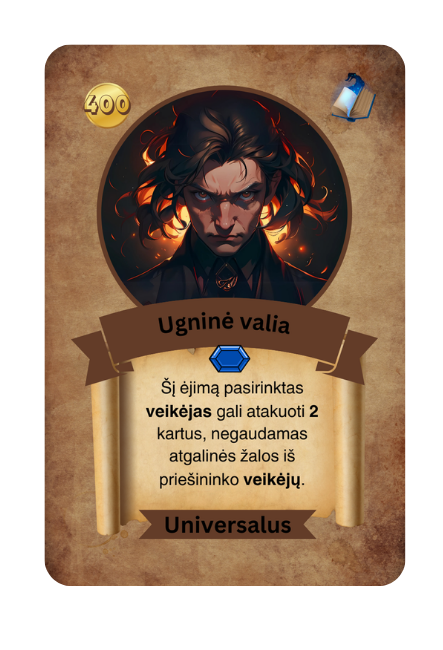 400
Ugninė valia
Šį ėjimą pasirinktas
veikėjas gali atakuoti 2
kartus, negaudamas
atgalinės žalos iš
priešininko veikėjų.
Universalus